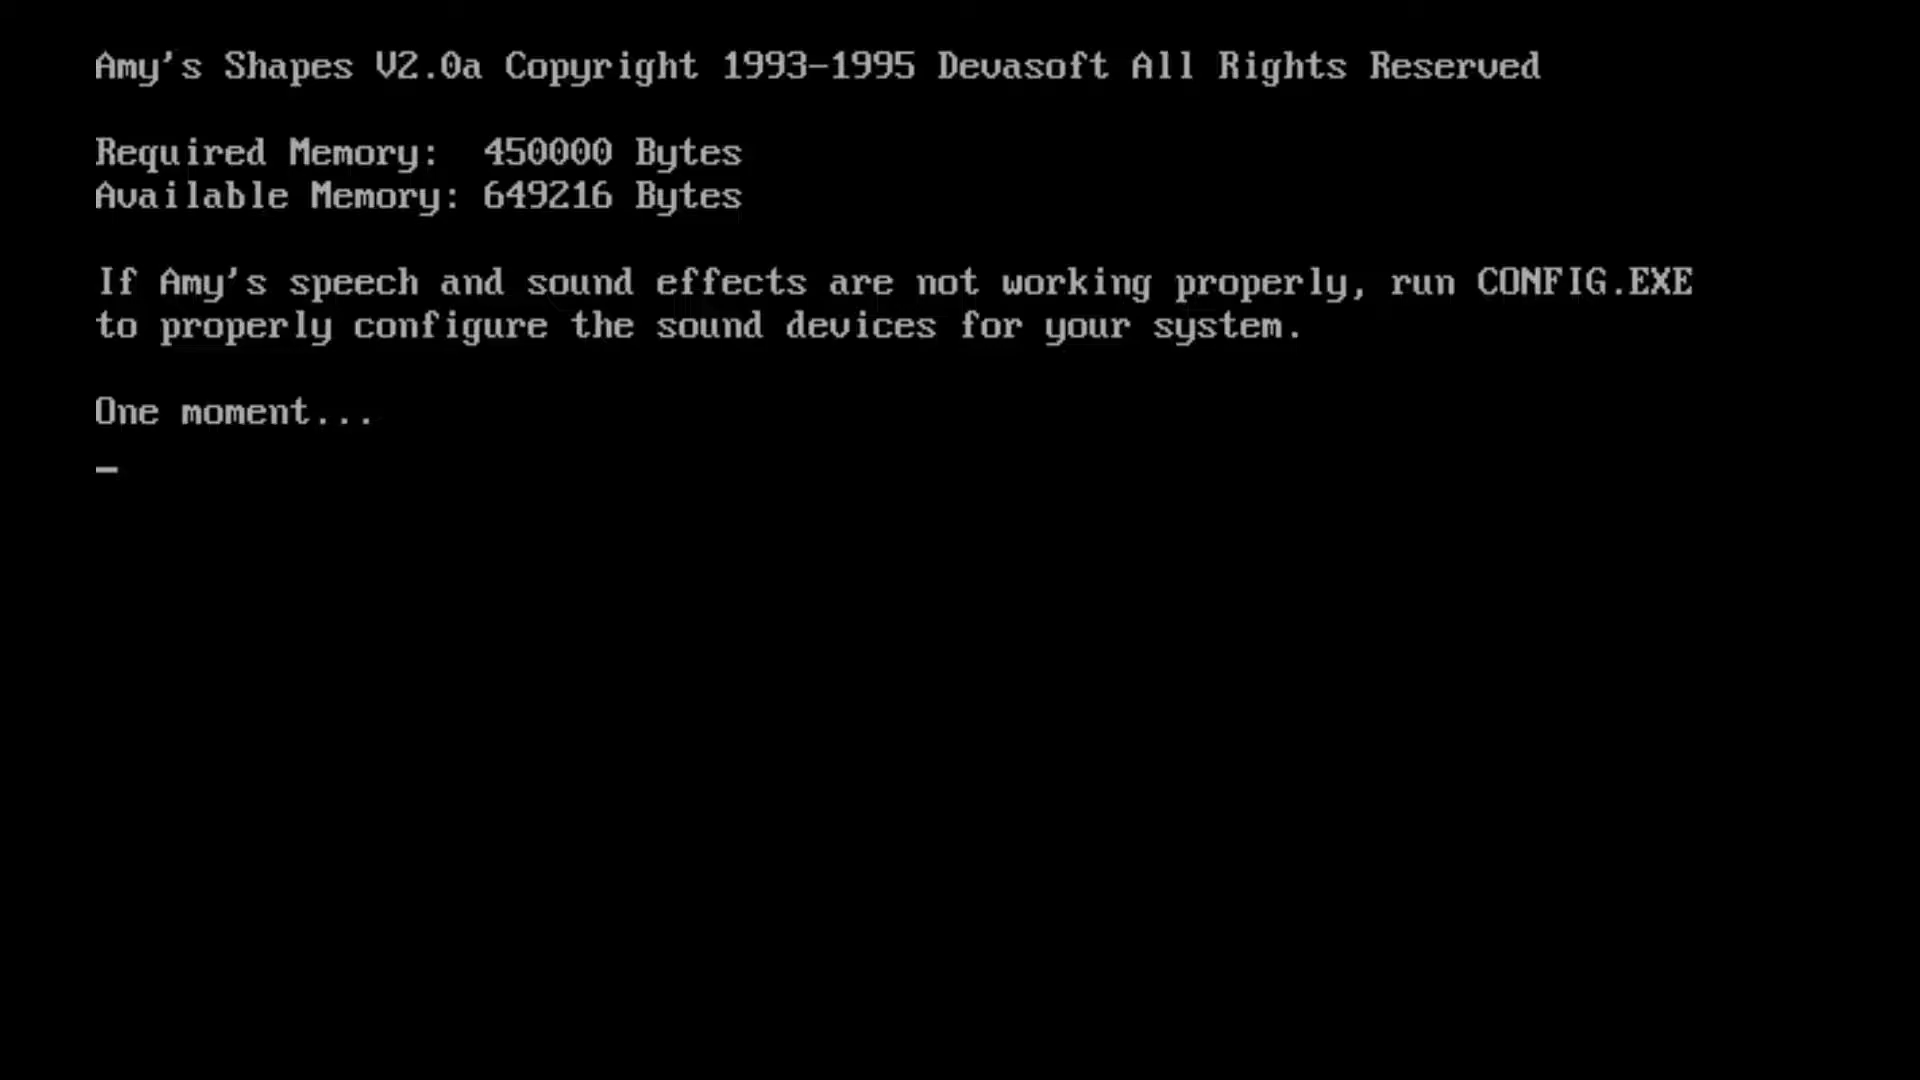 Amy's Shapes V2.0a Copyright 1993-1995 Devasoft All Rights Reserved
Required Memory:  450000 Bytes
Available Memory: 649216 Bytes
If Amy's speech and sound effects are not working properly, run CONFIG.EXE
to properly configure the sound devices for your system.
One moment...